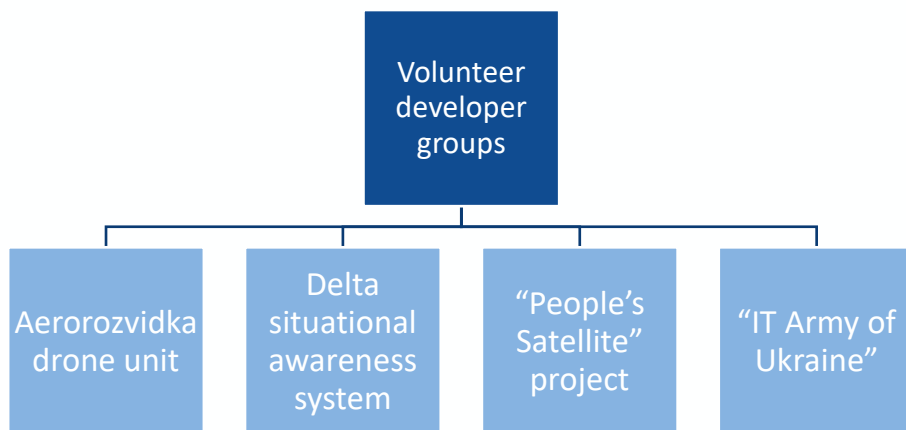 Volunteer
developer
groups
Aerorozvidka
drone unit
Delta
situational
awareness
system
“People’s
Satellite”
project
“IT Army of
Ukraine”